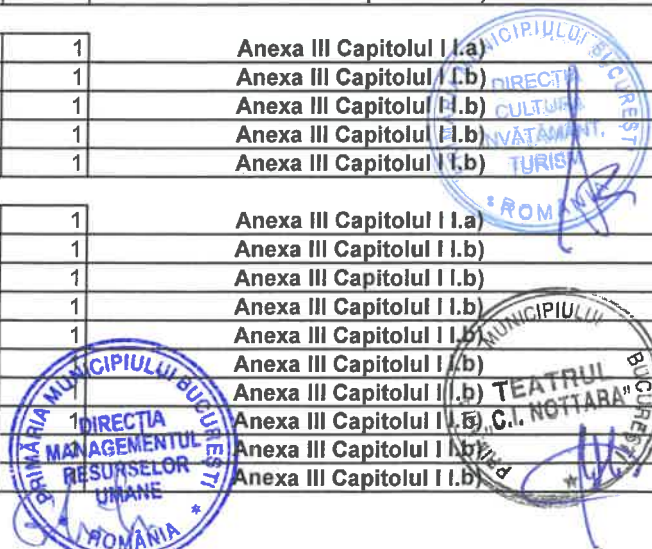 1 Anexa III Capitolul I I.a)
1 Anexa III Capitolul I I.b)
1 Anexa III Capitolul I I.b)
1 Anexa III Capitolul I I.b)
1 Anexa III Capitolul I I.b)
1 Anexa III Capitolul I I.a)
1 Anexa III Capitolul I I.b)
1 Anexa III Capitolul I I.b)
1 Anexa III Capitolul I I.b)
1 Anexa III Capitolul I I.b)
Anexa III Capitolul I I.b)
1 Anexa III Capitolul I I.b)
1 Anexa III Capitolul I I.b)
1 Anexa III Capitolul I I.b)
Anexa III Capitolul I I.b)
MUNICIPIULUI BUCUREȘTI
DIRECȚIA
CULTURĂ
ÎNVĂȚĂMÂNT,
TURISM
* ROMÂNIA
PRIMĂRIA MUNICIPIULUI BUCUREȘTI
DIRECȚIA
MANAGEMENTUL
RESURSELOR
UMANE
ROMÂNIA *
MUNICIPIULUI BUCUREȘTI
TEATRUL
„C.I. NOTTARA"
*